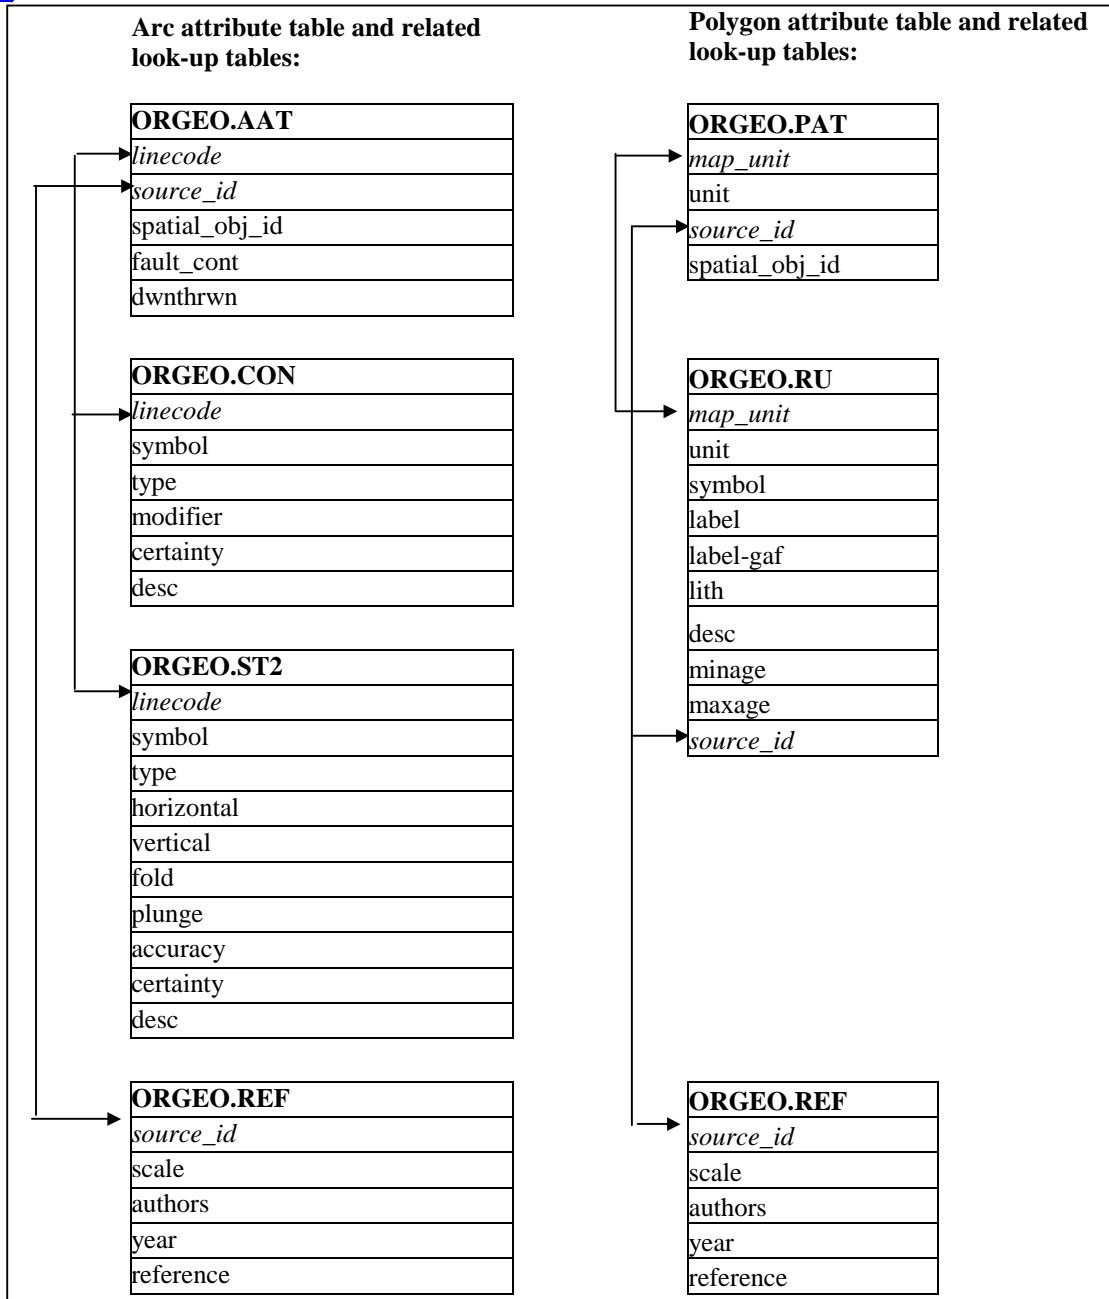 Arc attribute table and related
look-up tables:
ORGEO.AAT
linecode
source_id
spatial_obj_id
fault_cont
dwnthrwn
ORGEO.CON
linecode
symbol
type
modifier
certainty
desc
ORGEO.ST2
linecode
symbol
type
horizontal
vertical
fold
plunge
accuracy
certainty
desc
ORGEO.REF
source_id
scale
authors
year
reference
Polygon attribute table and related
look-up tables:
ORGEO.PAT
map_unit
unit
source_id
spatial_obj_id
ORGEO.RU
map_unit
unit
symbol
label
label-gaf
lith
desc
minage
maxage
source_id
ORGEO.REF
source_id
scale
authors
year
reference